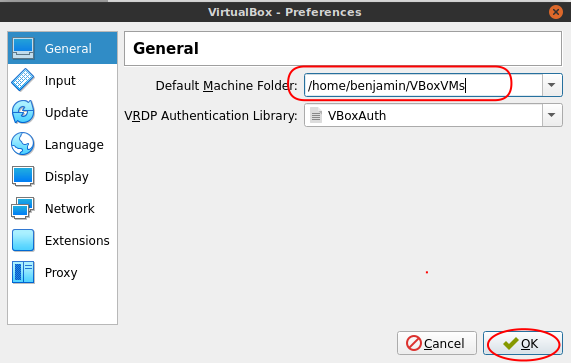 VirtualBox - Preferences
General
Input
Update
Language
Display
Network
Extensions
Proxy
General
Default Machine Folder: /home/benjamin/VBoxVMs
VRDP Authentication Library: VBoxAuth
Cancel OK